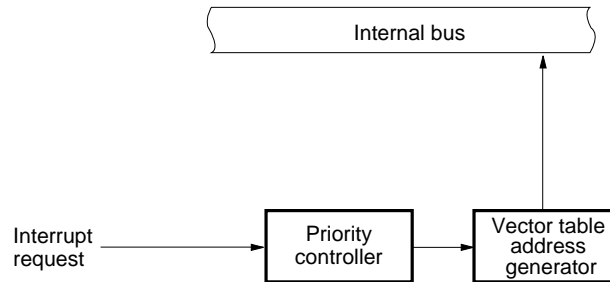 Internal bus
Interrupt
request
Priority
controller
Vector table
address
generator